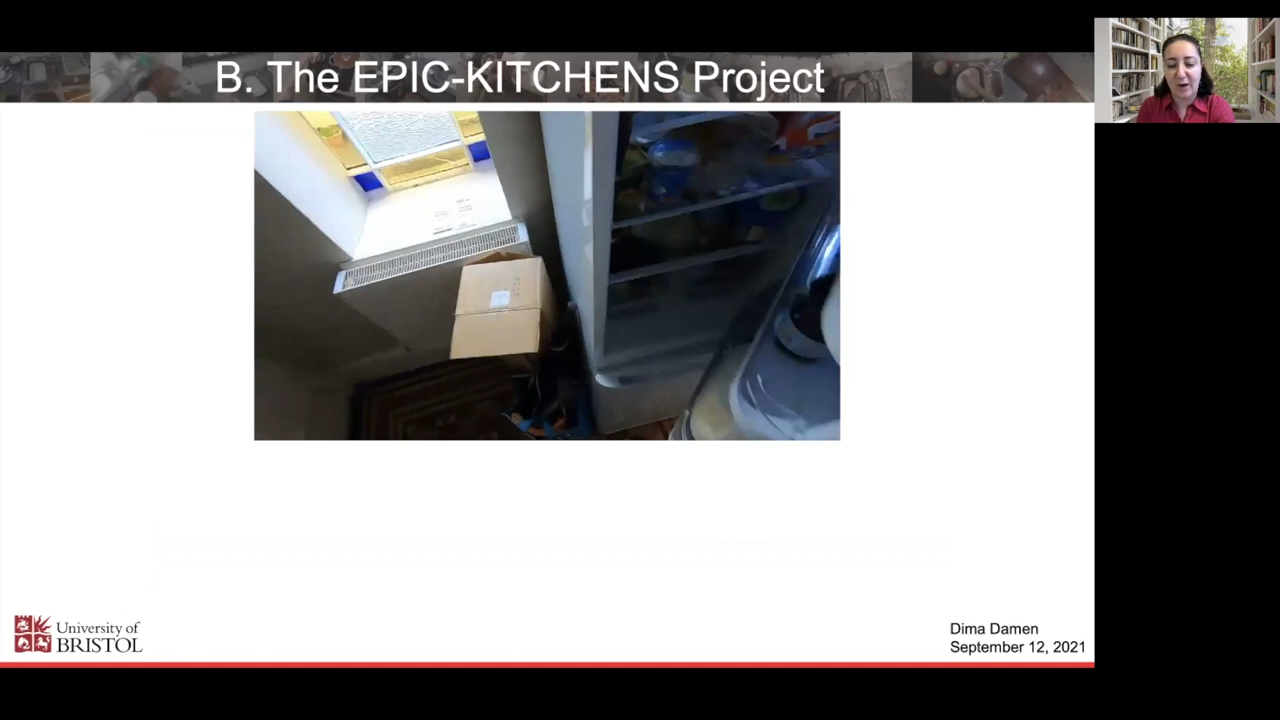 B. The EPIC-KITCHENS Project
University of
BRISTOL
Dima Damen
September 12, 2021